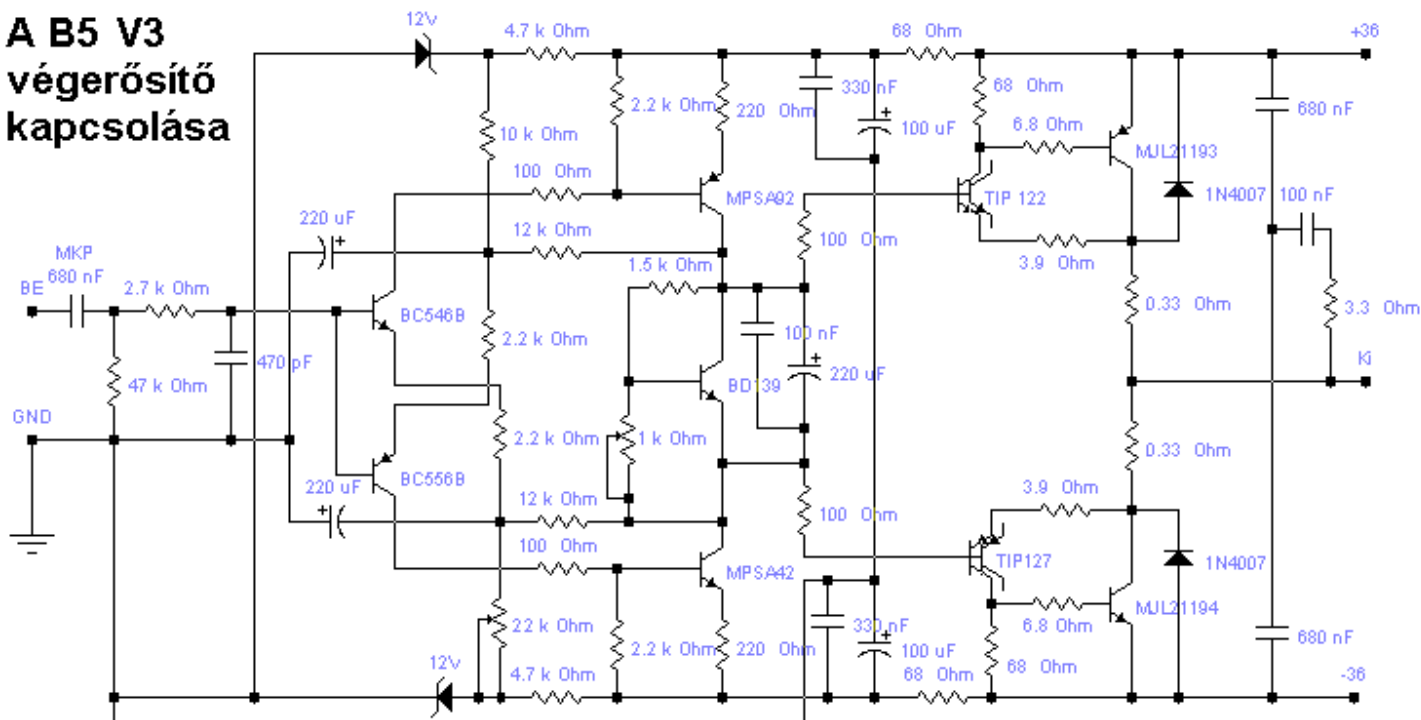 A B5 V3
végerősítő
kapcsolása
12V
4.7 k Ohm
68 Ohm
+36
330 nF
68 Ohm
680 nF
2.2 k Ohm
220 Ohm
100 uF
10 k Ohm
6.8 Ohm
MJL21193
100 Ohm
MPSA92
TIP 122
1N4007
100 nF
220 uF
12 k Ohm
100 Ohm
3.9 Ohm
MKP
680 nF
1.5 k Ohm
BE
2.7 k Ohm
BC546B
0.33 Ohm
3.3 Ohm
2.2 k Ohm
100 nF
470 pF
47 k Ohm
BD139
220 uF
Ki
GND
2.2 k Ohm
1 k Ohm
0.33 Ohm
BC556B
220 uF
12 k Ohm
3.9 Ohm
100 Ohm
100 Ohm
MPSA42
TIP127
1N4007
22 k Ohm
330 nF
6.8 Ohm
MJL21194
2.2 k Ohm
220 Ohm
100 uF
680 nF
12V
4.7 k Ohm
68 Ohm
68 Ohm
-36